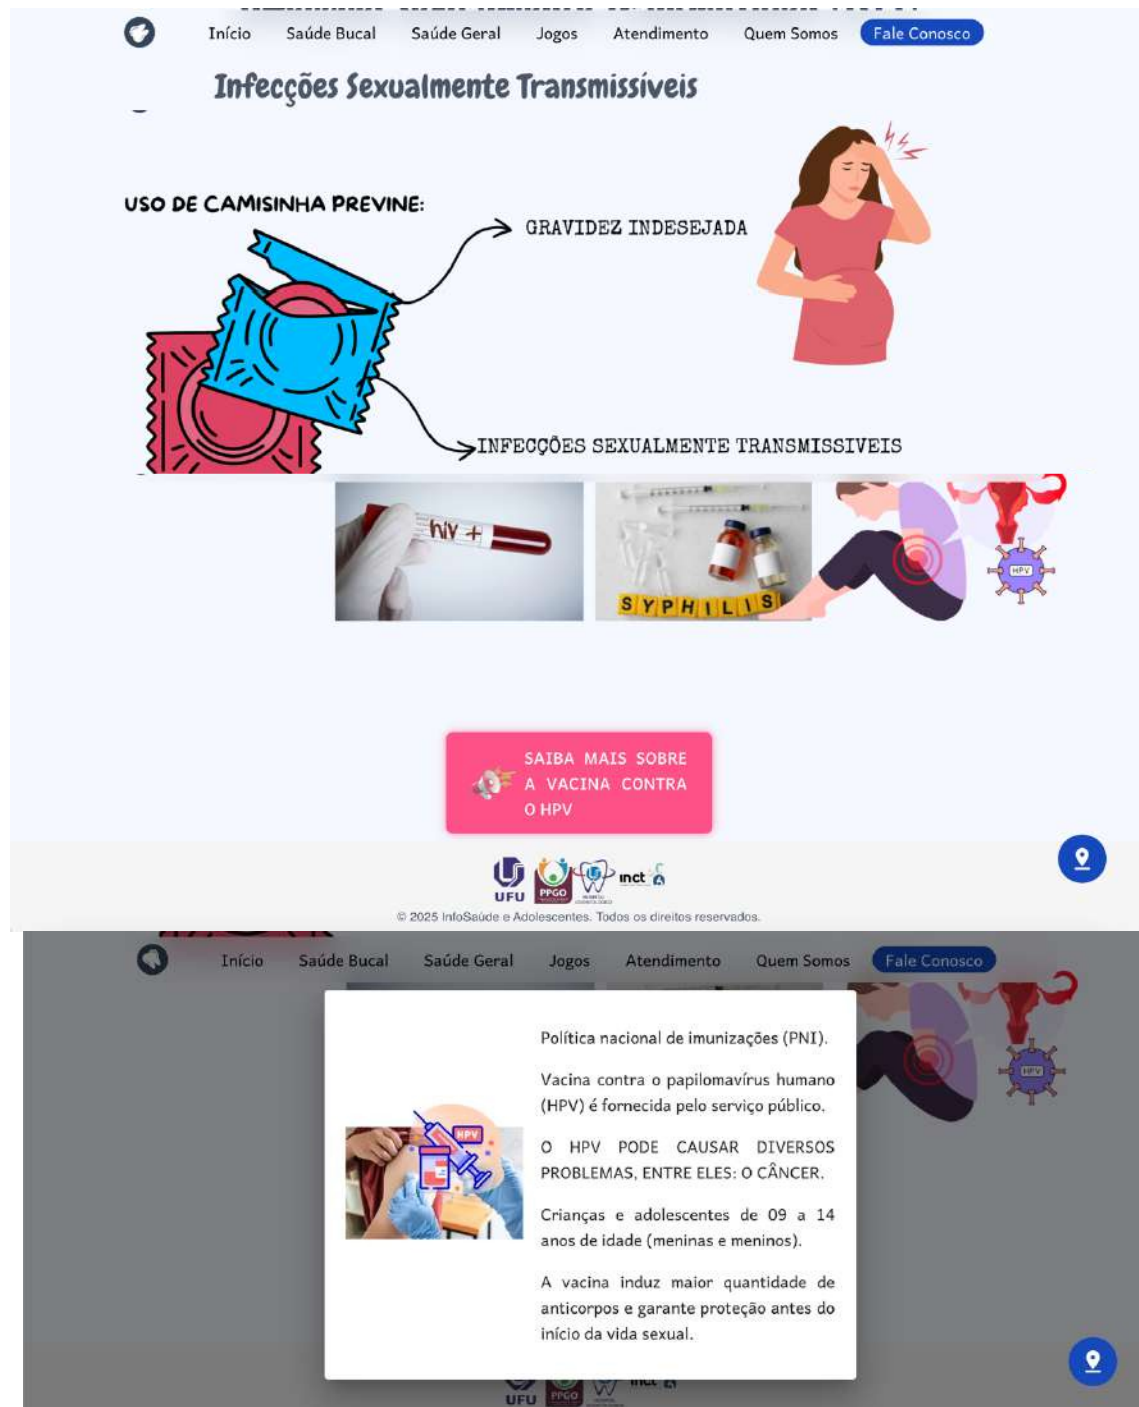 Início Saúde Bucal Saúde Geral Jogos Atendimento Quem Somos Fale Conosco
Infecções Sexualmente Transmissíveis
USO DE CAMISINHA PREVINE:
GRAVIDEZ INDESEJADA
INFECÇÕES SEXUALMENTE TRANSMISSIVEIS
hiv +
SYPHILIS
HPV
SAIBA MAIS SOBRE
A VACINA CONTRA
O HPV
UFU
PPGO
inct
© 2025 InfoSaúde e Adolescentes. Todos os direitos reservados.
Início Saúde Bucal Saúde Geral Jogos Atendimento Quem Somos Fale Conosco
HPV
Política nacional de imunizações (PNI).
Vacina contra o papilomavírus humano
(HPV) é fornecida pelo serviço público.
HPV
O HPV PODE CAUSAR DIVERSOS
PROBLEMAS, ENTRE ELES: O CÂNCER.
Crianças e adolescentes de 09 a 14
anos de idade (meninas e meninos).
A vacina induz maior quantidade de
anticorpos e garante proteção antes do
início da vida sexual.
UFU
PPGO